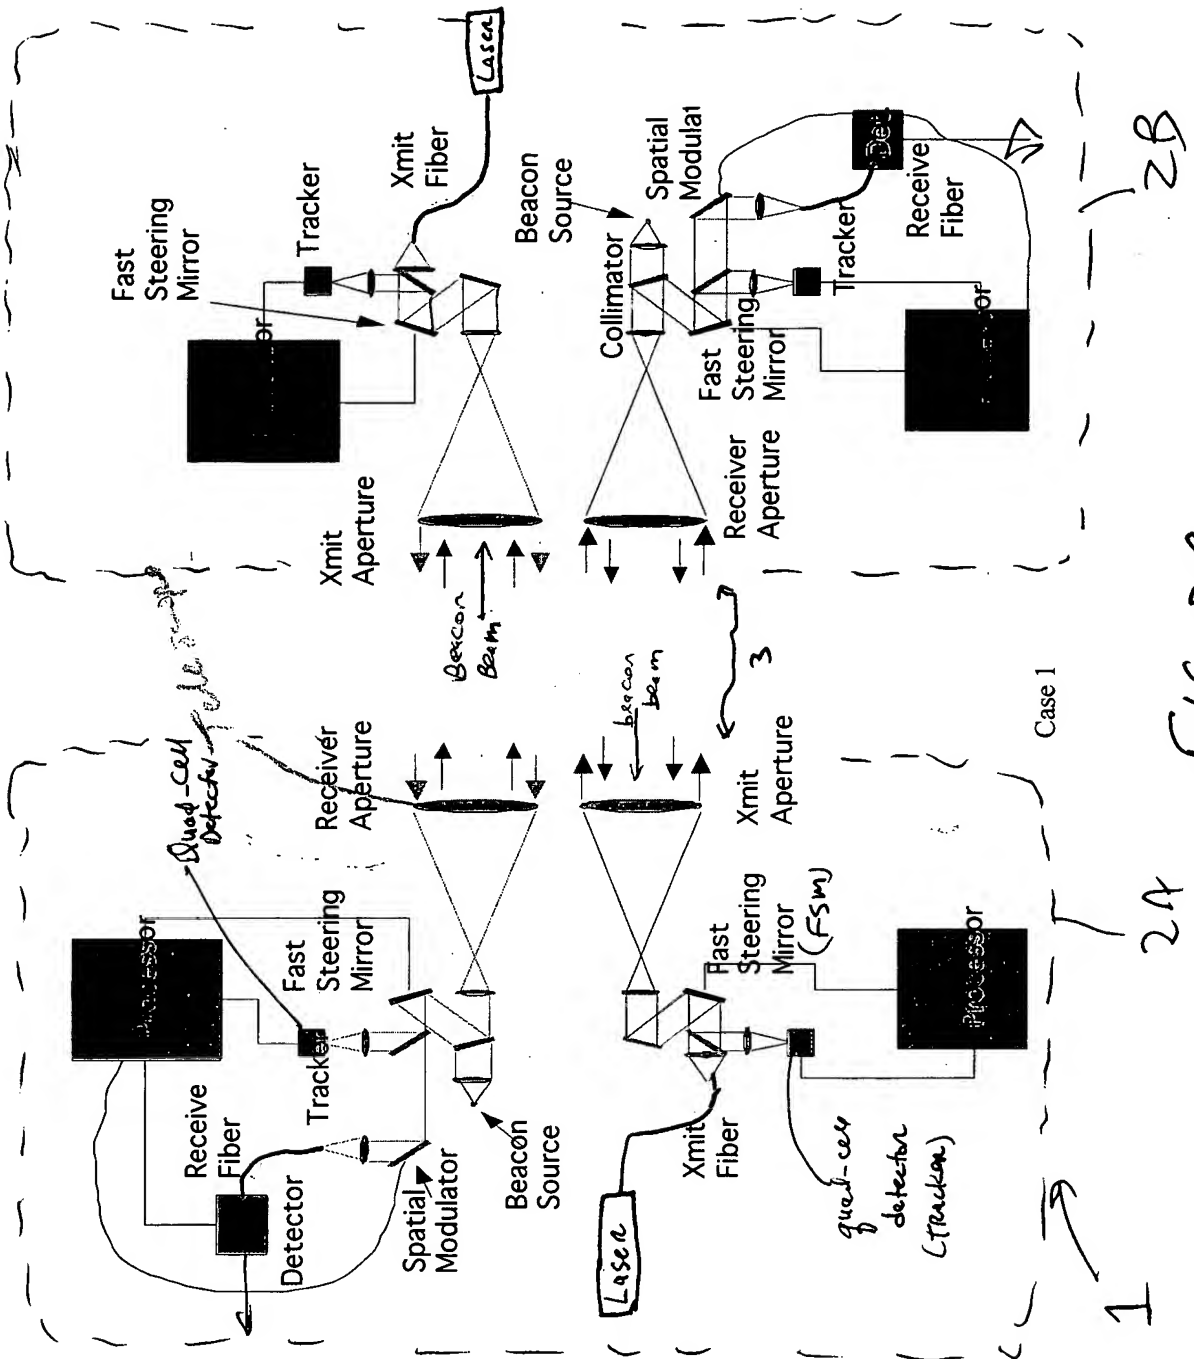 Laser
Xmit
Fiber
Tracker
Fast
Steering
Mirror
Xmit
Aperture
Beacon
Beam
Beacon
Source
Spatial
Collimator
Fast
Steering
Mirror
Tracker
Receive
Fiber
Receiver
Aperture
2B
3
beacon
beam
Quad-cell
Detector
Receiver
Aperture
Fast
Steering
Mirror
Processor
Tracker
Receive
Fiber
Detector
Spatial
Modulator
Beacon
Source
Xmit
Aperture
Fast
Steering
Mirror
(FSM)
Processor
Xmit
Fiber
Laser
quad-cell
detector
(tracker)
Case 1
2A
1